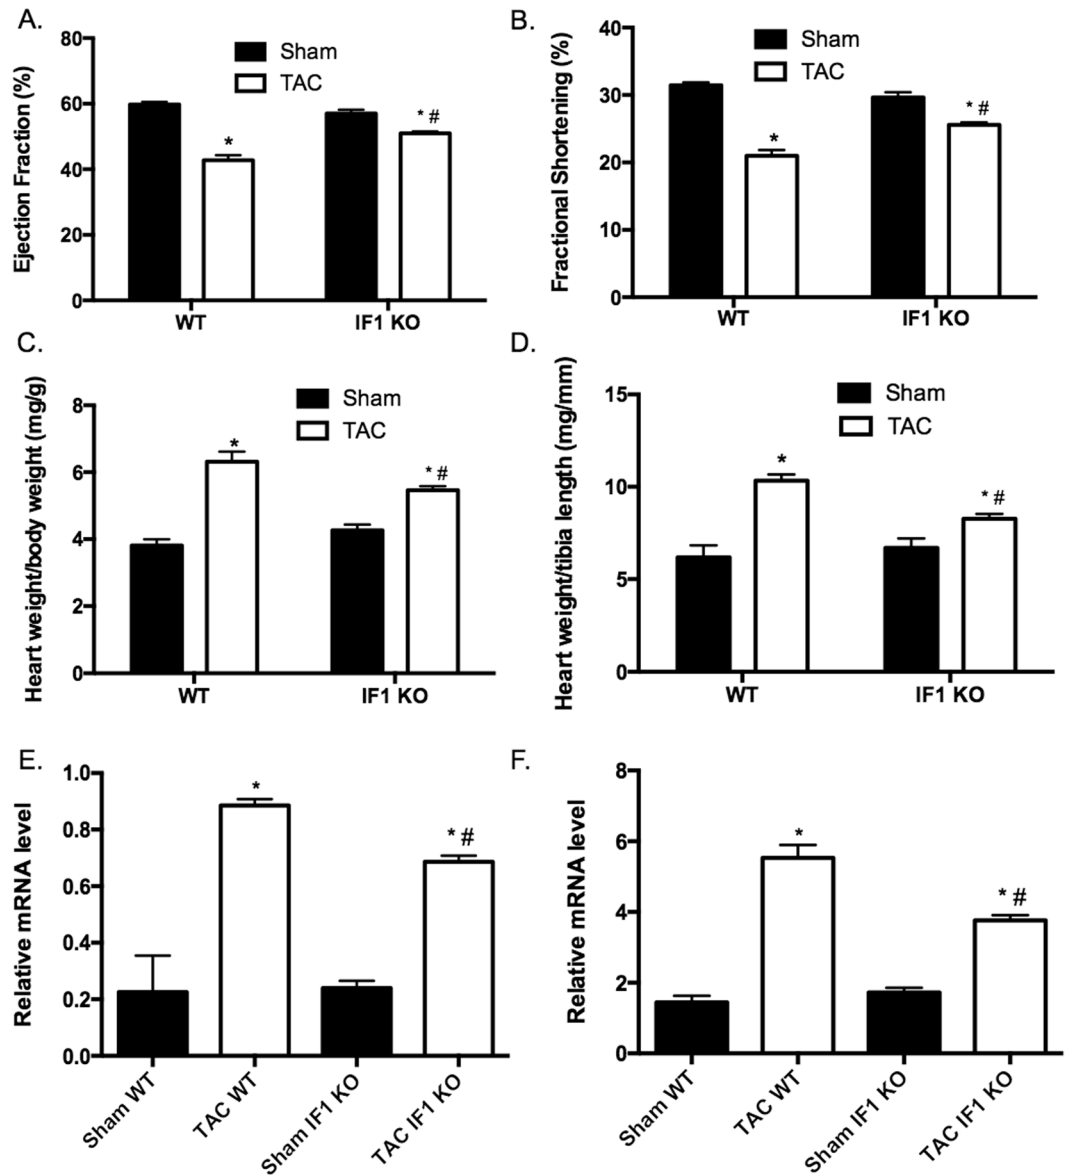 A.
Ejection Fraction (%)
80
60
40
20
0
Sham
TAC
*
* #
WT
IF1 KO
B.
Fractional Shortening (%)
40
30
20
10
0
Sham
TAC
*
* #
WT
IF1 KO
C.
Heart weight/body weight (mg/g)
8
6
4
2
0
Sham
TAC
*
* #
WT
IF1 KO
D.
Heart weight/tibia length (mg/mm)
15
10
5
0
Sham
TAC
*
* #
WT
IF1 KO
E.
Relative mRNA level
1.0
0.8
0.6
0.4
0.2
0.0
*
* #
Sham WT
TAC WT
Sham IF1 KO
TAC IF1 KO
F.
Relative mRNA level
8
6
4
2
0
*
* #
Sham WT
TAC WT
Sham IF1 KO
TAC IF1 KO